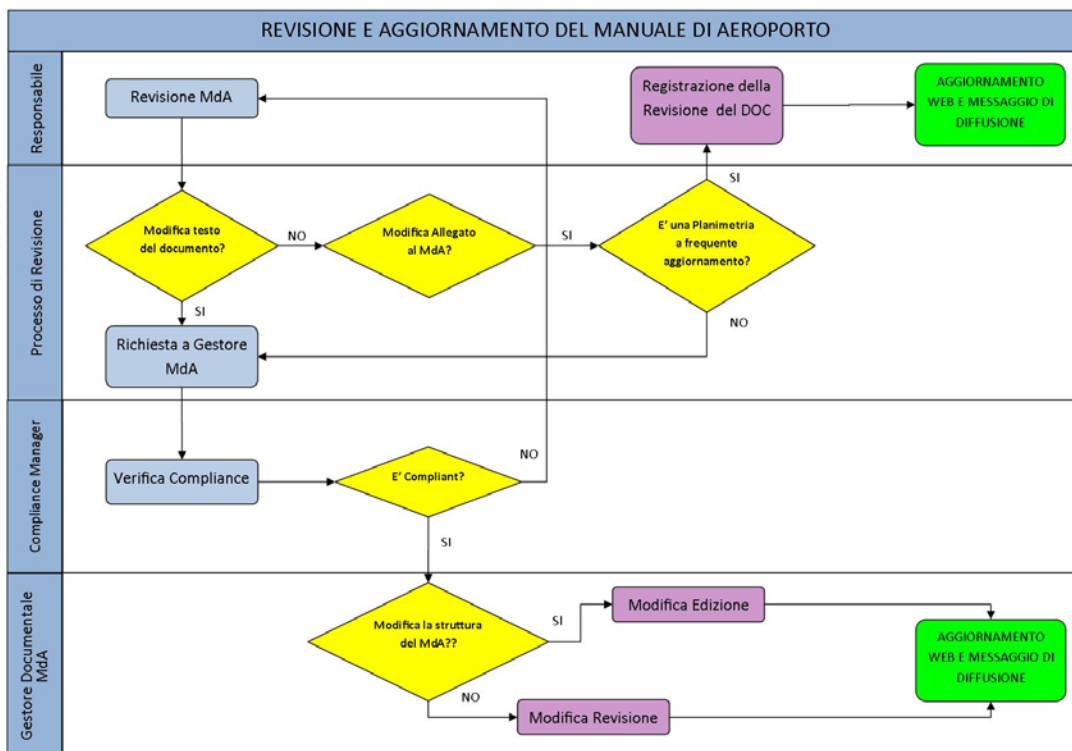 REVISIONE E AGGIORNAMENTO DEL MANUALE DI AEROPORTO
Responsabile
Revisione MdA
Registrazione della
Revisione del DOC
AGGIORNAMENTO
WEB E MESSAGGIO DI
DIFFUSIONE
Processo di Revisione
Modifica testo
del documento?
NO
Modifica Allegato
al MdA?
SI
E' una Planimetria
a frequente
aggiornamento?
SI
NO
SI
Richiesta a Gestore
MdA
Compliance Manager
Verifica Compliance
E' Compliant?
NO
SI
Gestore Documentale
MdA
Modifica la struttura
del MdA??
SI
Modifica Edizione
NO
Modifica Revisione
AGGIORNAMENTO
WEB E MESSAGGIO DI
DIFFUSIONE